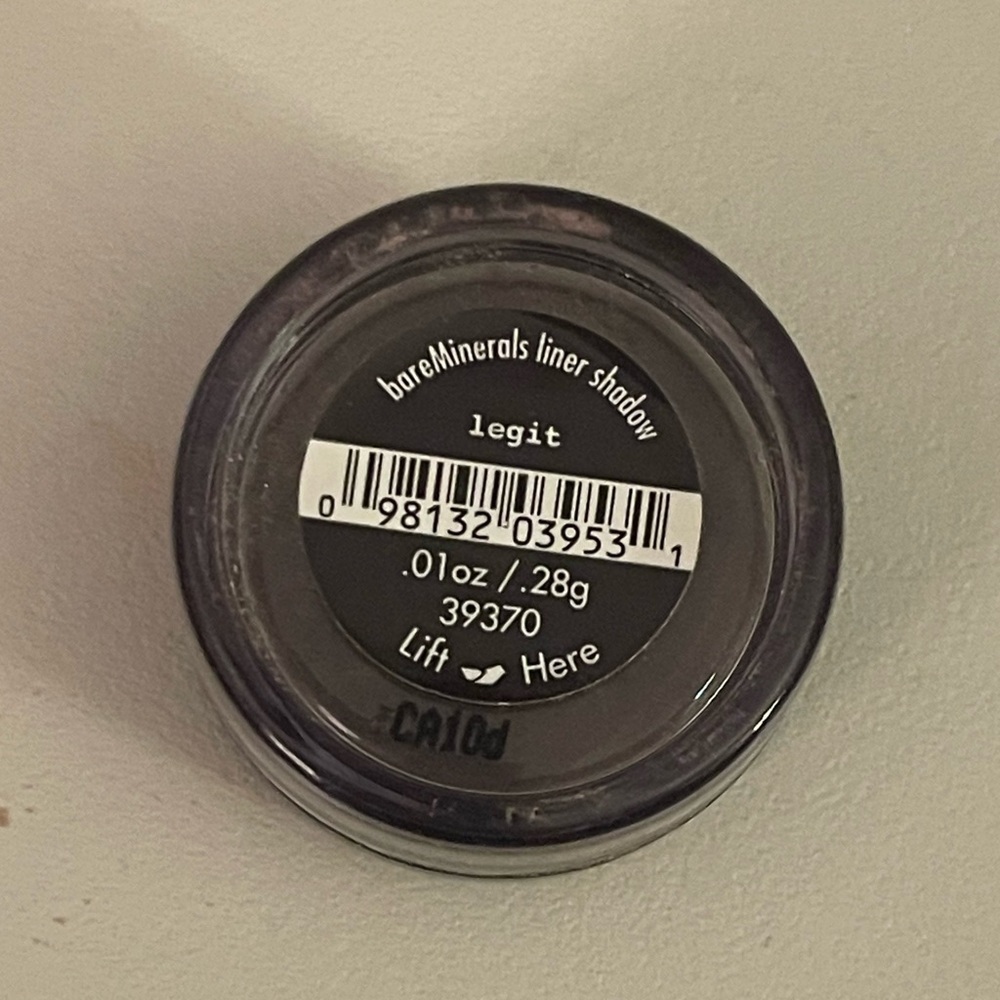 bareMinerals liner shadow
legit
0 98132 03953 1
.01oz / .28g
39370
Lift Here
CA10d